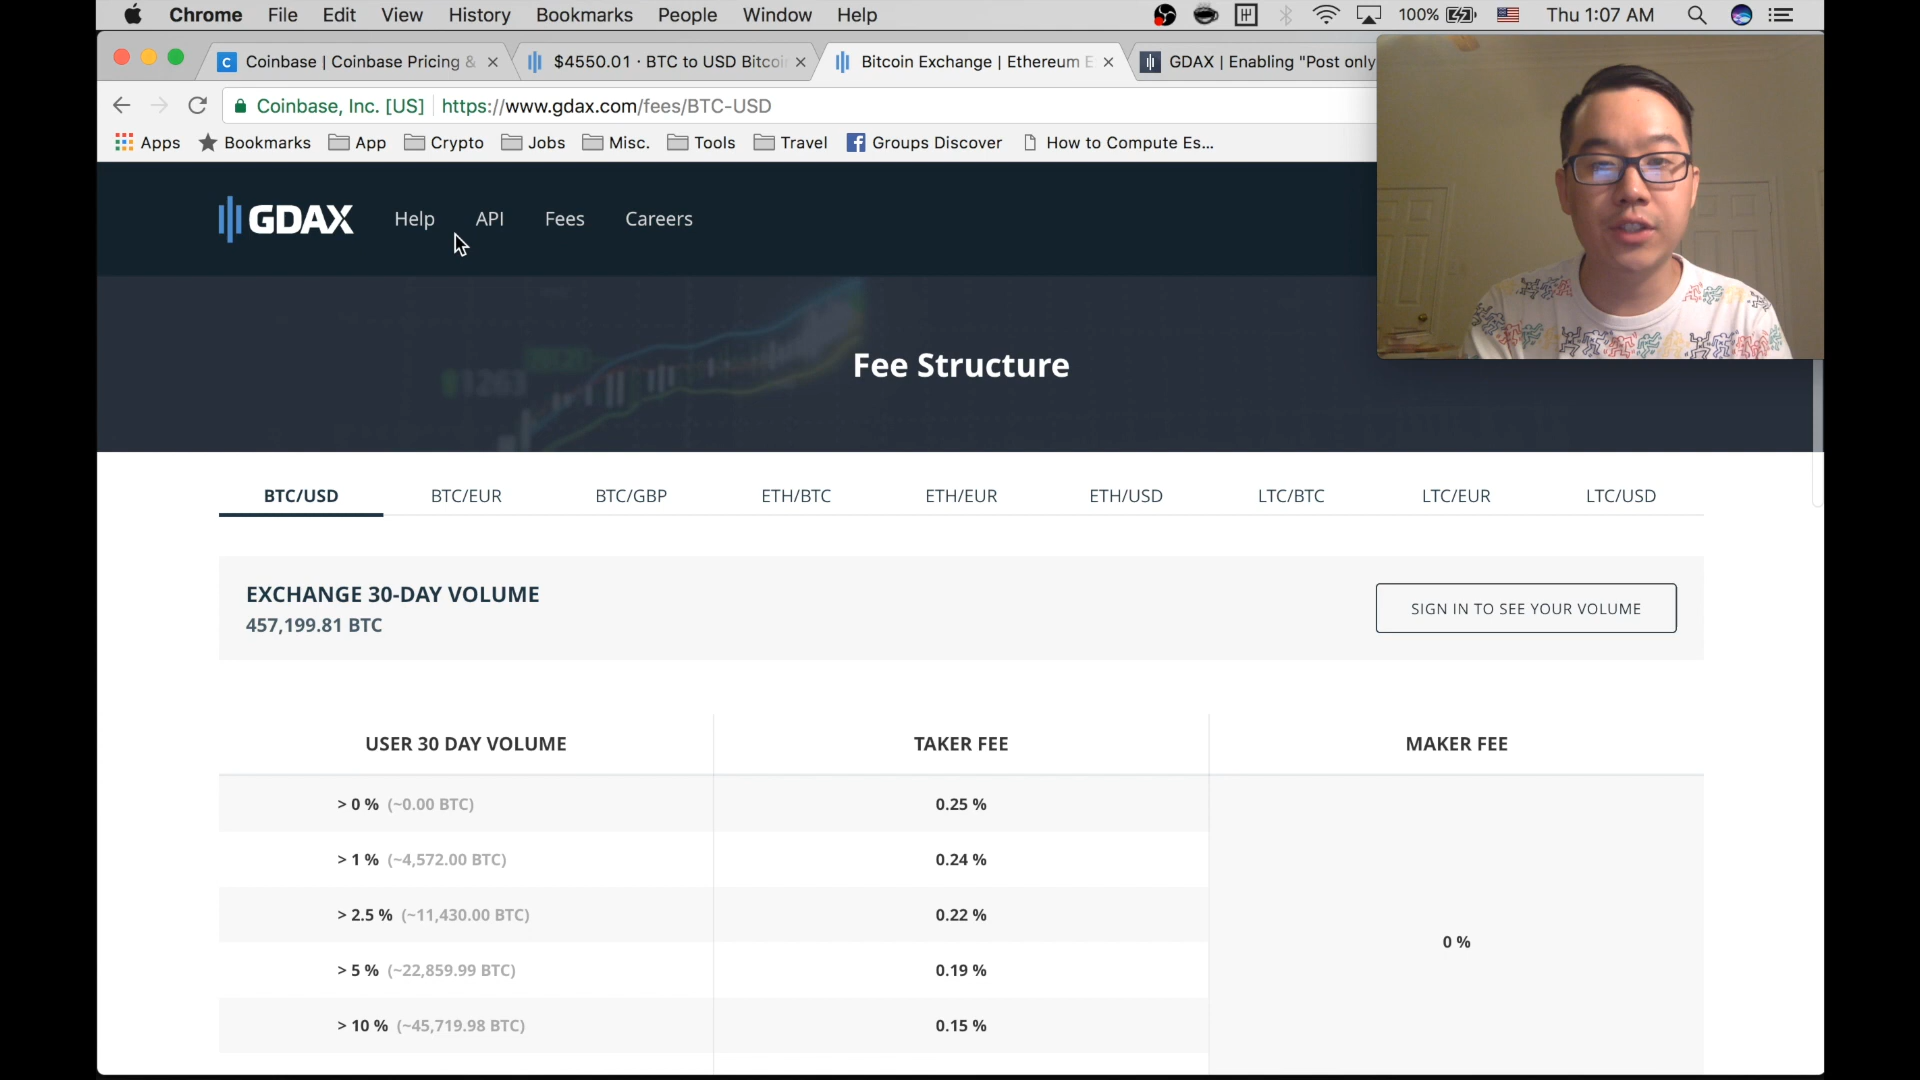 Chrome File Edit View History Bookmarks People Window Help 100% Thu 1:07 AM
Coinbase | Coinbase Pricing & $4550.01 · BTC to USD Bitcoi Bitcoin Exchange | Ethereum E GDAX | Enabling "Post only
Coinbase, Inc. [US] https://www.gdax.com/fees/BTC-USD
Apps Bookmarks App Crypto Jobs Misc. Tools Travel Groups Discover How to Compute Es...
GDAX Help API Fees Careers
Fee Structure
BTC/USD BTC/EUR BTC/GBP ETH/BTC ETH/EUR ETH/USD LTC/BTC LTC/EUR LTC/USD
EXCHANGE 30-DAY VOLUME
457,199.81 BTC
SIGN IN TO SEE YOUR VOLUME
USER 30 DAY VOLUME TAKER FEE MAKER FEE
> 0 % (~0.00 BTC) 0.25 %
> 1 % (~4,572.00 BTC) 0.24 %
> 2.5 % (~11,430.00 BTC) 0.22 %
0 %
> 5 % (~22,859.99 BTC) 0.19 %
> 10 % (~45,719.98 BTC) 0.15 %